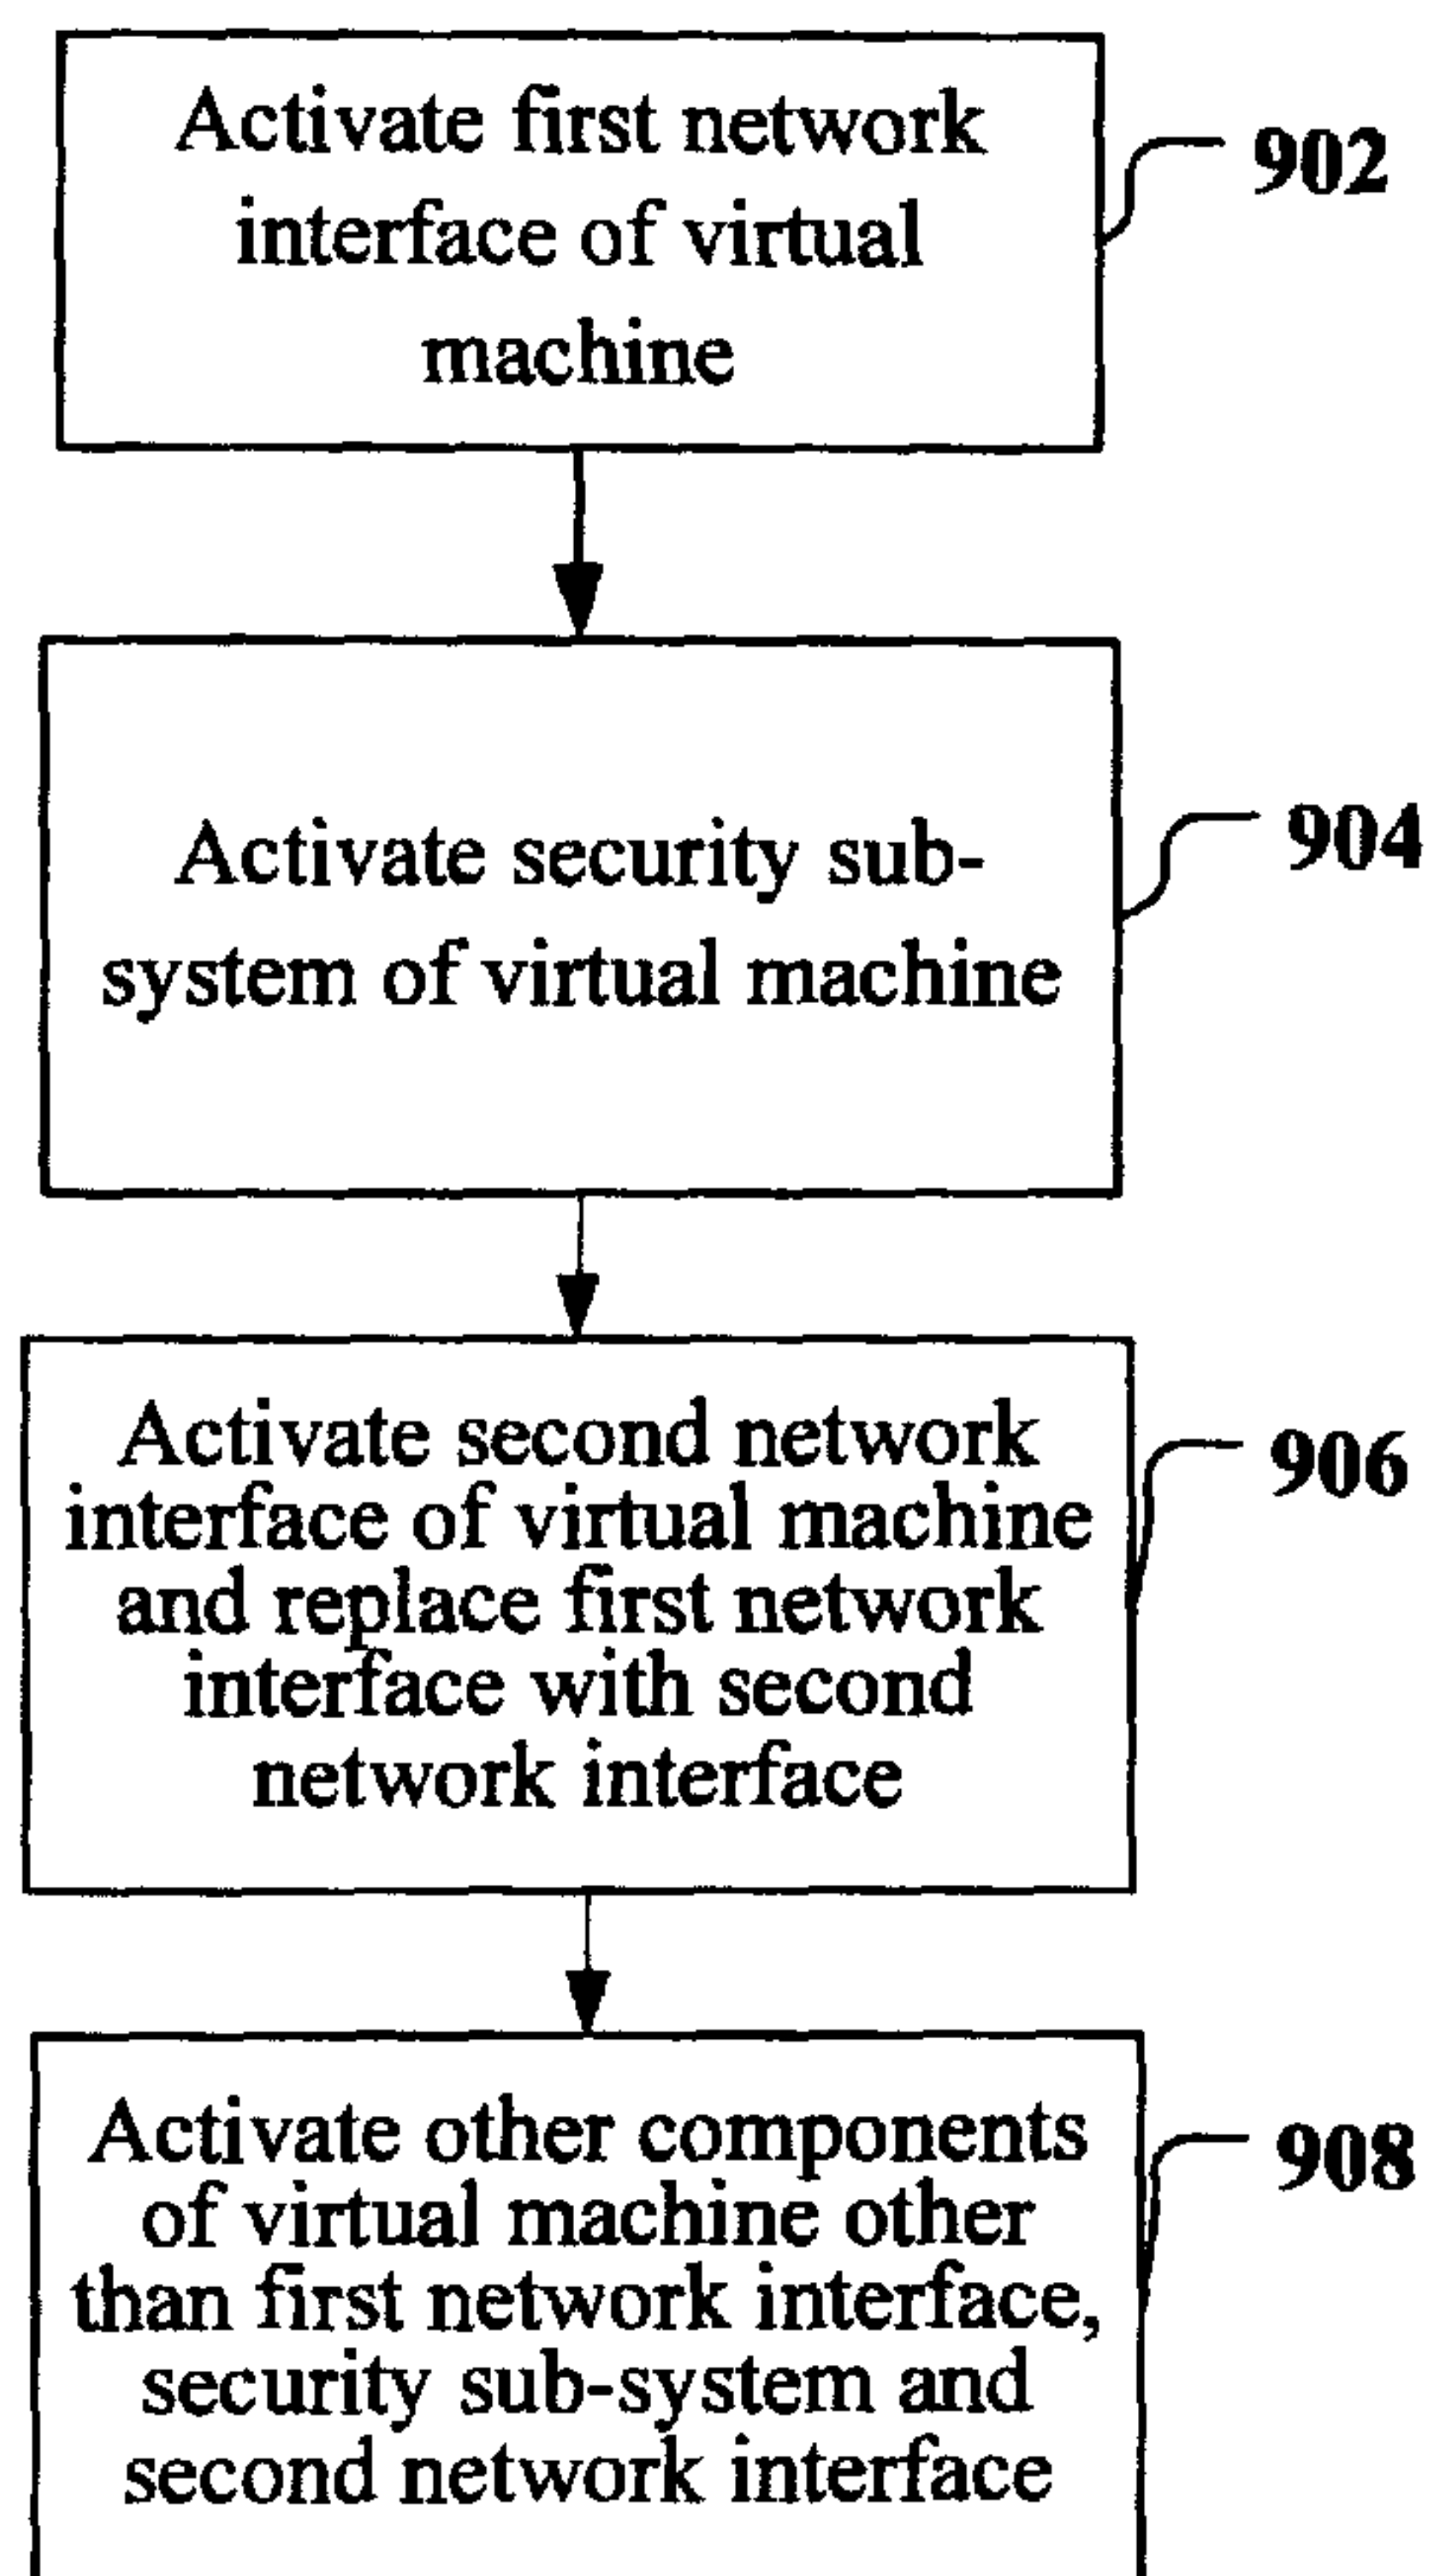 Activate first network
interface of virtual
machine
902
Activate security sub-
system of virtual machine
904
Activate second network
interface of virtual machine
and replace first network
interface with second
network interface
906
Activate other components
of virtual machine other
than first network interface,
security sub-system and
second network interface
908